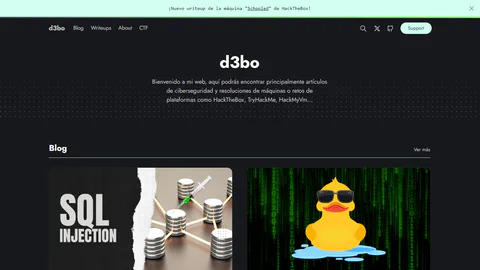 ¡Nuevo writeup de la máquina "Schooled" de HackTheBox!
d3bo Blog Writeups About CTF Support
d3bo
Bienvenido a mi web, aquí podrás encontrar principalmente artículos
de ciberseguridad y resoluciones de máquinas o retos de
plataformas como HackTheBox, TryHackMe, HackMyVm...
Blog Ver más
SQL
INJECTION